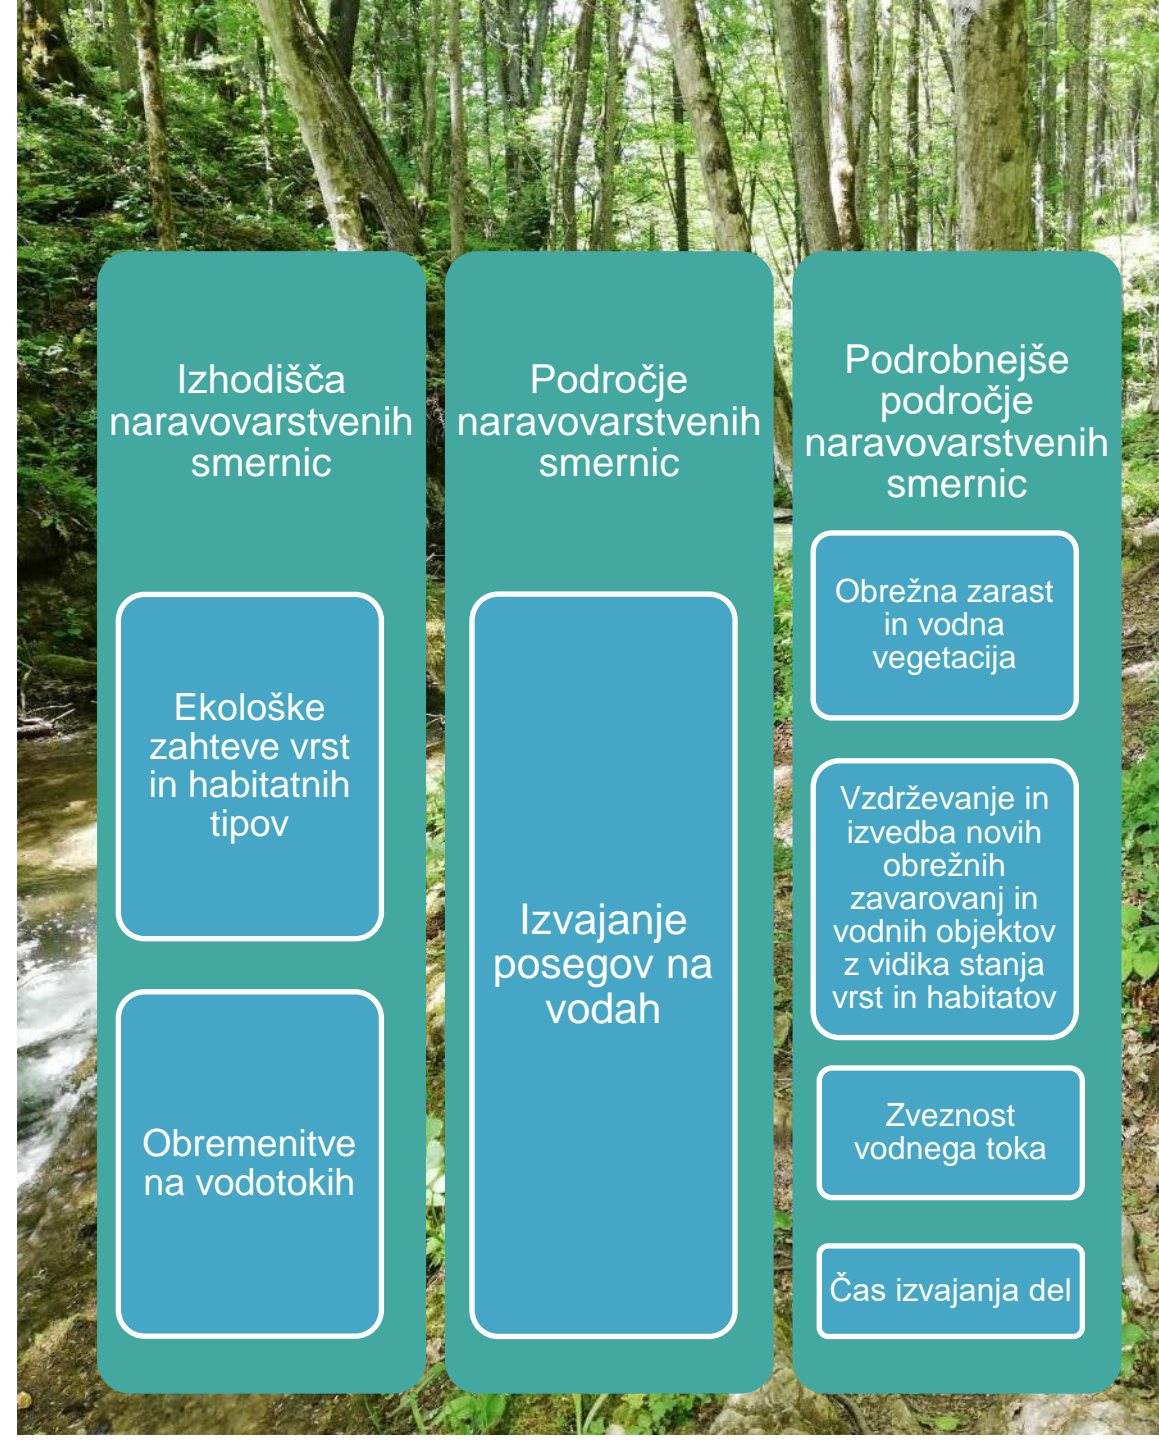 Izhodišča
naravovarstvenih
smernic
Ekološke
zahteve vrst
in habitatnih
tipov
Obremenitve
na vodotokih
Področje
naravovarstvenih
smernic
Izvajanje
posegov na
vodah
Podrobnejše
področje
naravovarstvenih
smernic
Obrežna zarast
in vodna
vegetacija
Vzdrževanje in
izvedba novih
obrežnih
zavarovanj in
vodnih objektov
z vidika stanja
vrst in habitatov
Zveznost
vodnega toka
Čas izvajanja del